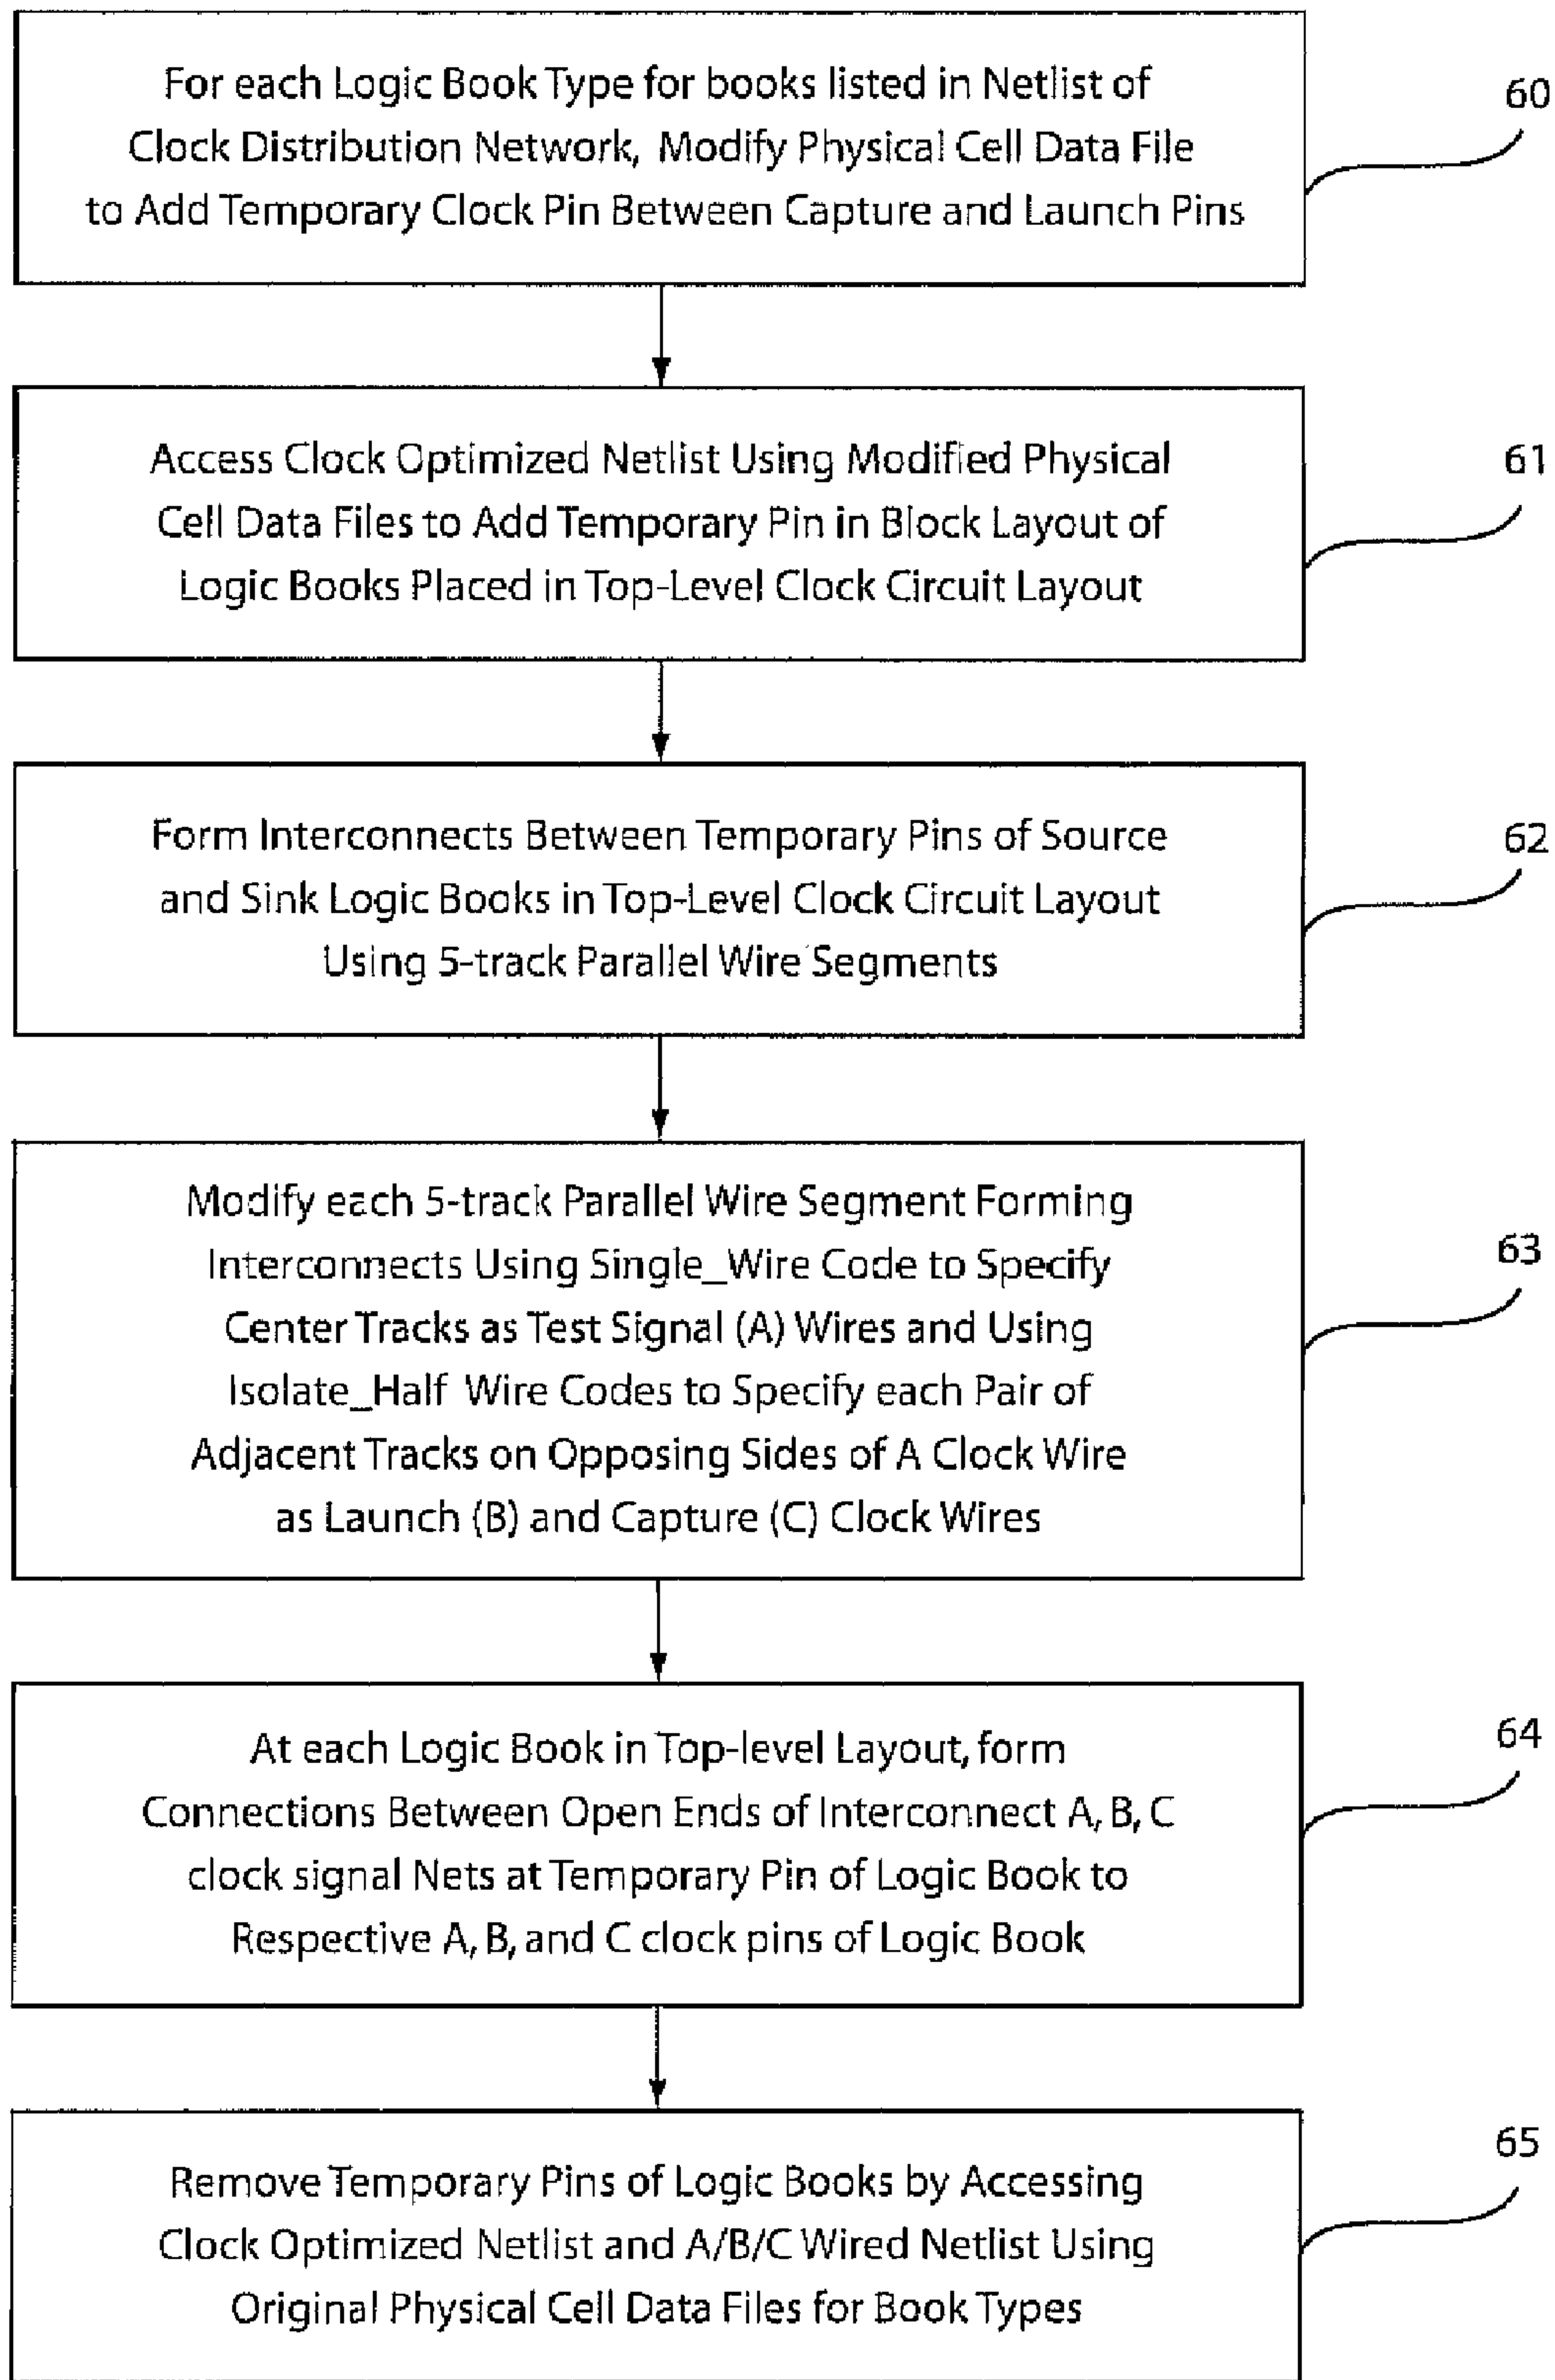 For each Logic Book Type for books listed in Netlist of
Clock Distribution Network, Modify Physical Cell Data File
to Add Temporary Clock Pin Between Capture and Launch Pins
60
Access Clock Optimized Netlist Using Modified Physical
Cell Data Files to Add Temporary Pin in Block Layout of
Logic Books Placed in Top-Level Clock Circuit Layout
61
Form Interconnects Between Temporary Pins of Source
and Sink Logic Books in Top-Level Clock Circuit Layout
Using 5-track Parallel Wire Segments
62
Modify each 5-track Parallel Wire Segment Forming
Interconnects Using Single_Wire Code to Specify
Center Tracks as Test Signal (A) Wires and Using
Isolate_Half Wire Codes to Specify each Pair of
Adjacent Tracks on Opposing Sides of A Clock Wire
as Launch (B) and Capture (C) Clock Wires
63
At each Logic Book in Top-level Layout, form
Connections Between Open Ends of Interconnect A, B, C
clock signal Nets at Temporary Pin of Logic Book to
Respective A, B, and C clock pins of Logic Book
64
Remove Temporary Pins of Logic Books by Accessing
Clock Optimized Netlist and A/B/C Wired Netlist Using
Original Physical Cell Data Files for Book Types
65